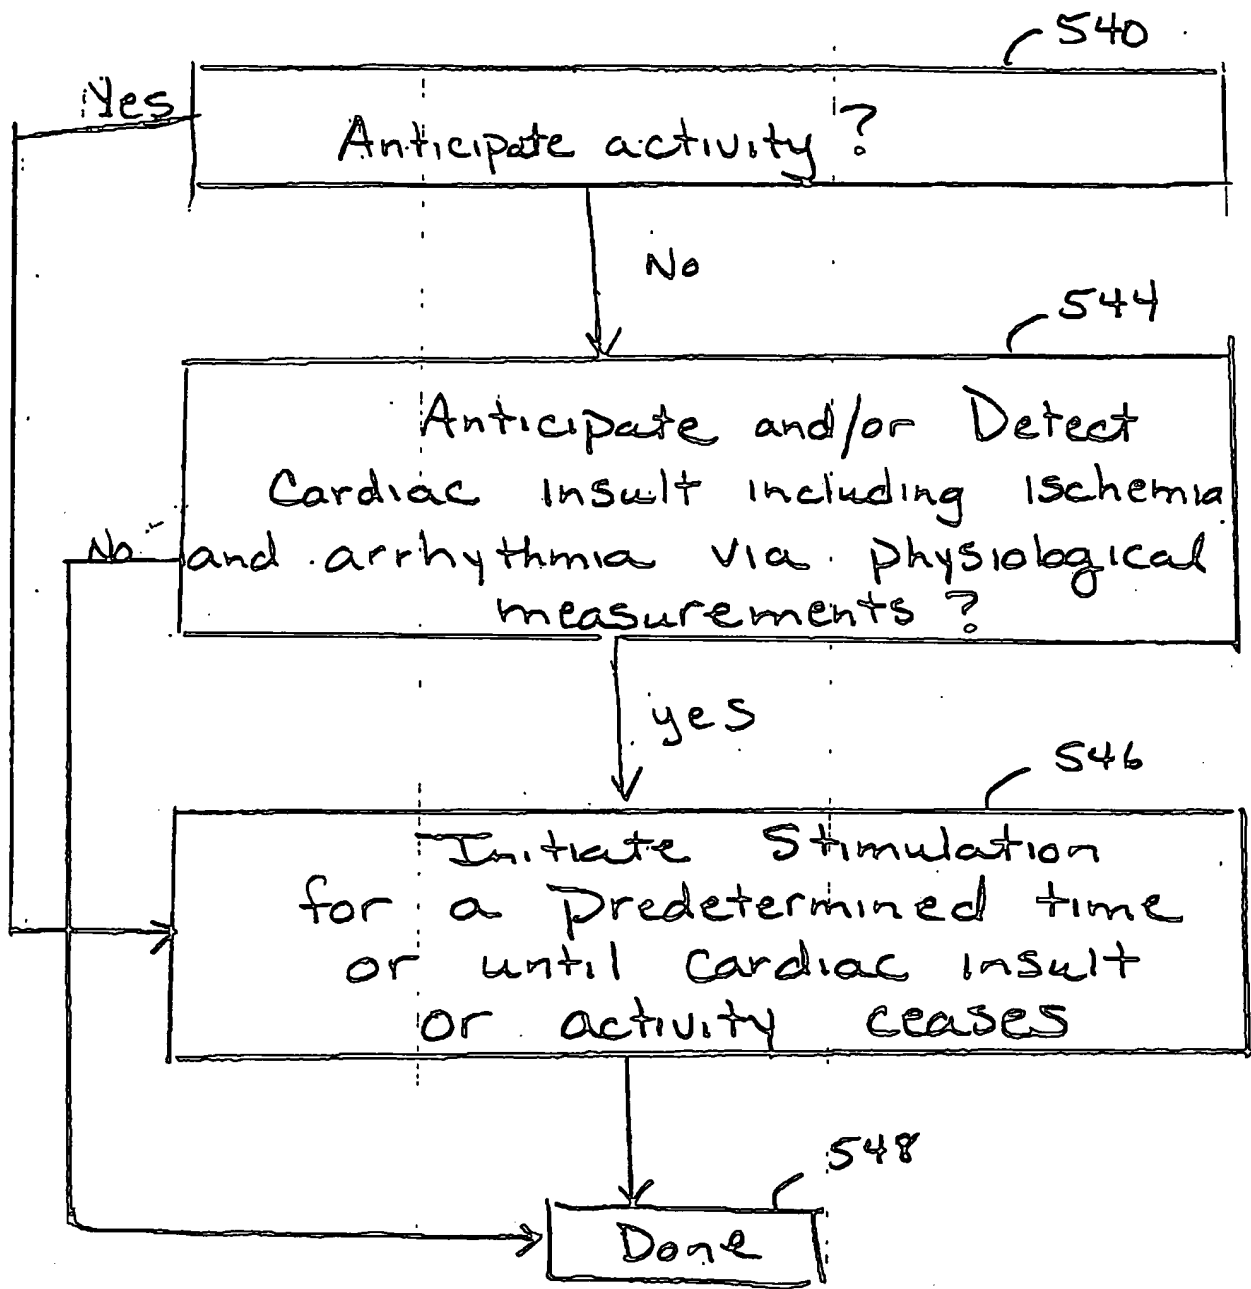 540
Yes
Anticipate activity?
No
544
Anticipate and/or Detect
Cardiac insult including ischemia
No
and arrhythmia via physiological
measurements?
yes
546
Initiate Stimulation
for a predetermined time
or until cardiac insult
or activity ceases
548
Done